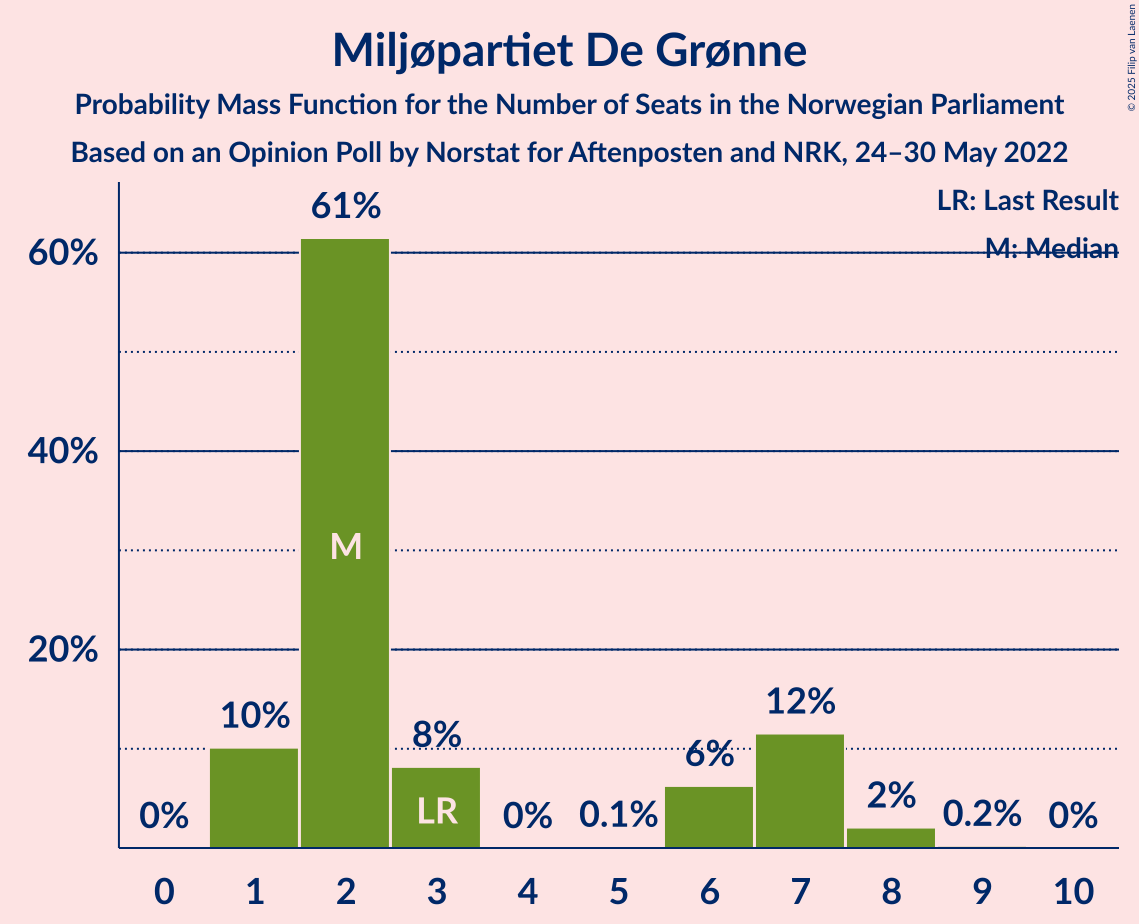 Miljøpartiet De Grønne
Probability Mass Function for the Number of Seats in the Norwegian Parliament
Based on an Opinion Poll by Norstat for Aftenposten and NRK, 24–30 May 2022
© 2025 Filip van Laenen
LR: Last Result
M: Median
60%
40%
20%
0%
10%
61%
8%
0%
0.1%
6%
12%
2%
0.2%
0%
M
LR
0 1 2 3 4 5 6 7 8 9 10